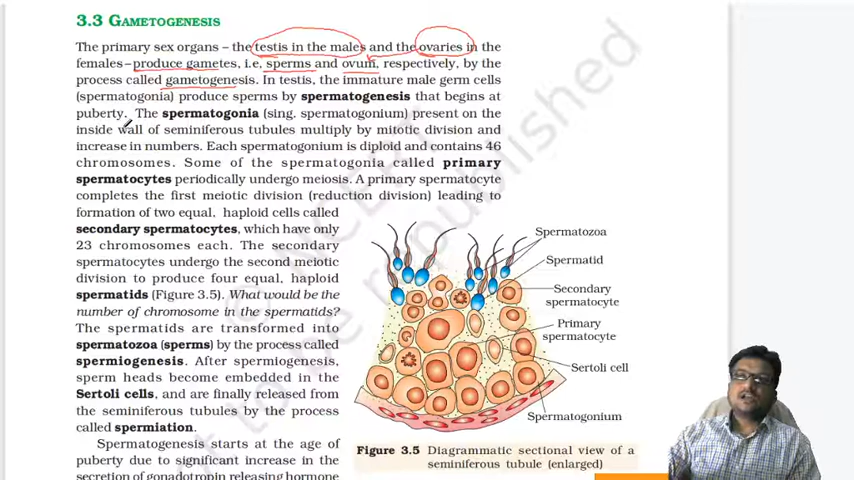 3.3 GAMETOGENESIS
The primary sex organs – the testis in the males and the ovaries in the
females – produce gametes, i.e, sperms and ovum, respectively, by the
process called gametogenesis. In testis, the immature male germ cells
(spermatogonia) produce sperms by spermatogenesis that begins at
puberty. The spermatogonia (sing. spermatogonium) present on the
inside wall of seminiferous tubules multiply by mitotic division and
increase in numbers. Each spermatogonium is diploid and contains 46
chromosomes. Some of the spermatogonia called primary
spermatocytes periodically undergo meiosis. A primary spermatocyte
completes the first meiotic division (reduction division) leading to
formation of two equal, haploid cells called
secondary spermatocytes, which have only
23 chromosomes each. The secondary
spermatocytes undergo the second meiotic
division to produce four equal, haploid
spermatids (Figure 3.5). What would be the
number of chromosome in the spermatids?
The spermatids are transformed into
spermatozoa (sperms) by the process called
spermiogenesis. After spermiogenesis,
sperm heads become embedded in the
Sertoli cells, and are finally released from
the seminiferous tubules by the process
called spermiation.
Spermatogenesis starts at the age of
puberty due to significant increase in the
secretion of gonadotropin releasing hormone
Spermatozoa
Spermatid
Secondary
spermatocyte
Primary
spermatocyte
Sertoli cell
Spermatogonium
Figure 3.5 Diagrammatic sectional view of a
seminiferous tubule (enlarged)
© NCERT
not to be republished